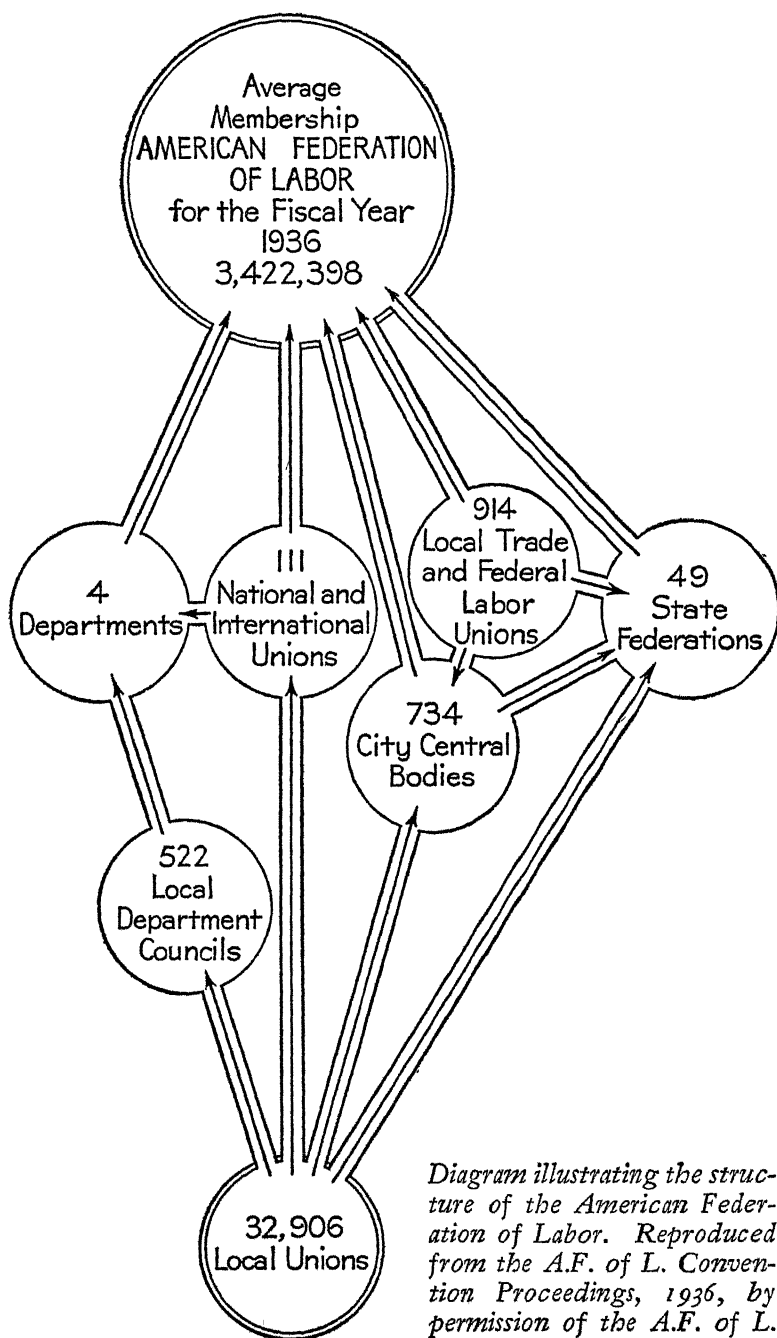 Average
Membership
AMERICAN FEDERATION
OF LABOR
for the Fiscal Year
1936
3,422,398
4
Departments
111
National and
International
Unions
914
Local Trade
and Federal
Labor
Unions
49
State
Federations
734
City Central
Bodies
522
Local
Department
Councils
32,906
Local Unions
Diagram illustrating the struc-
ture of the American Feder-
ation of Labor. Reproduced
from the A.F. of L. Conven-
tion Proceedings, 1936, by
permission of the A.F. of L.